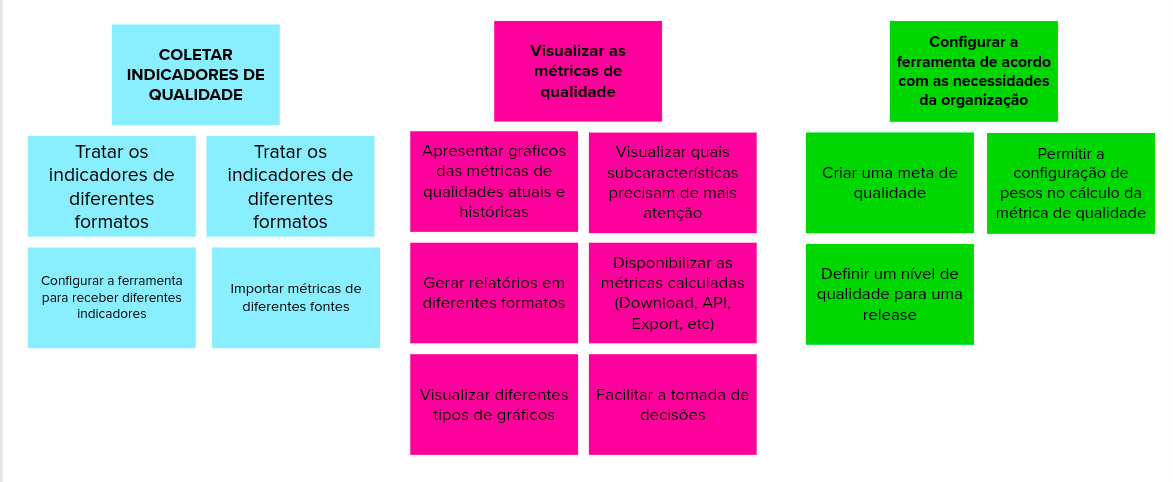 COLETAR
INDICADORES DE
QUALIDADE
Tratar os
indicadores de
diferentes
formatos
Tratar os
indicadores de
diferentes
formatos
Configurar a ferramenta
para receber diferentes
indicadores
Importar métricas de
diferentes fontes
Visualizar as
métricas de
qualidade
Apresentar gráficos
das métricas de
qualidades atuais e
históricas
Visualizar quais
subcaracterísticas
precisam de mais
atenção
Gerar relatórios em
diferentes formatos
Disponibilizar as
métricas calculadas
(Download, API,
Export, etc)
Visualizar diferentes
tipos de gráficos
Facilitar a tomada de
decisões
Configurar a
ferramenta de acordo
com as necessidades
da organização
Criar uma meta de
qualidade
Permitir a
configuração de
pesos no cálculo da
métrica de qualidade
Definir um nível de
qualidade para uma
release